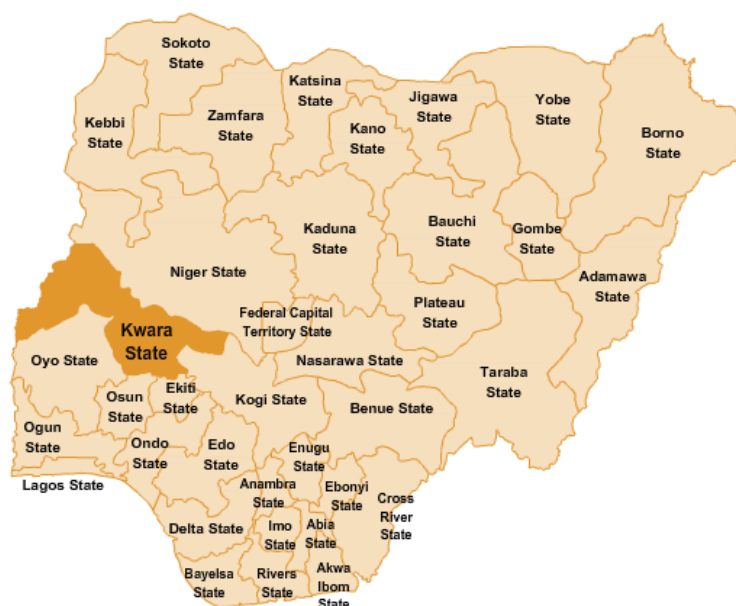 Sokoto
State
Katsina
State
Jigawa
State
Yobe
State
Kebbi
State
Zamfara
State
Kano
State
Borno
State
Kaduna
State
Bauchi
State
Gombe
State
Niger State
Adamawa
State
Plateau
State
Federal Capital
Territory State
Kwara
State
Oyo State
Nasarawa State
Taraba
State
Ekiti
State
Osun
State
Kogi State
Benue State
Ogun
State
Ondo
State
Edo
State
Enugu
State
Lagos State
Anambra
State
Ebonyi
State
Cross
River
State
Delta State
Imo
State
Abia
State
Bayelsa
State
Rivers
State
Akwa
Ibom
State